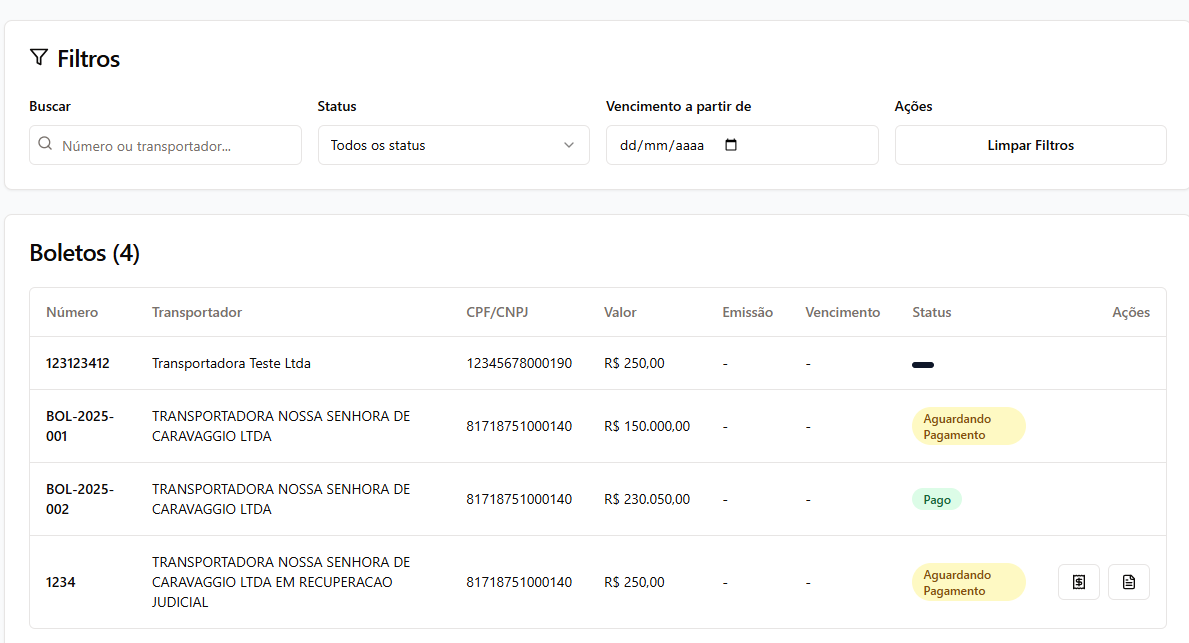 Filtros
Buscar
Status
Vencimento a partir de
Ações
Número ou transportador...
Todos os status
dd/mm/aaaa
Limpar Filtros
Boletos (4)
Número Transportador CPF/CNPJ Valor Emissão Vencimento Status Ações
123123412 Transportadora Teste Ltda 12345678000190 R$ 250,00 - -
BOL-2025-
001
TRANSPORTADORA NOSSA SENHORA DE
CARAVAGGIO LTDA
81718751000140 R$ 150.000,00 - -
Aguardando
Pagamento
BOL-2025-
002
TRANSPORTADORA NOSSA SENHORA DE
CARAVAGGIO LTDA
81718751000140 R$ 230.050,00 - - Pago
1234
TRANSPORTADORA NOSSA SENHORA DE
CARAVAGGIO LTDA EM RECUPERACAO
JUDICIAL
81718751000140 R$ 250,00 - -
Aguardando
Pagamento